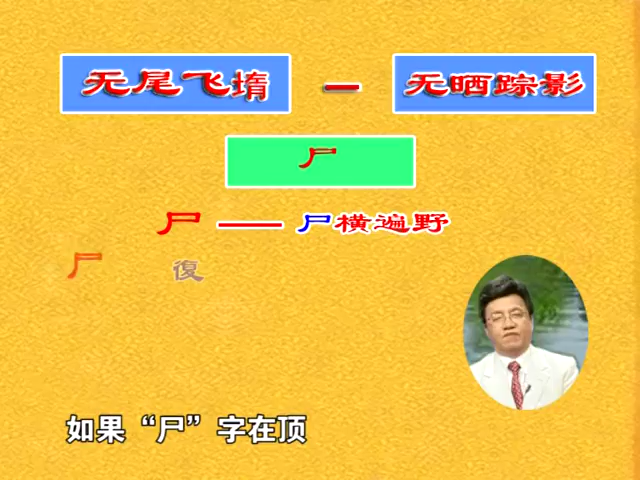 无尾飞墯 — 无晒踪影
尸
尸 —— 尸横遍野
尸 復
如果“尸”字在顶